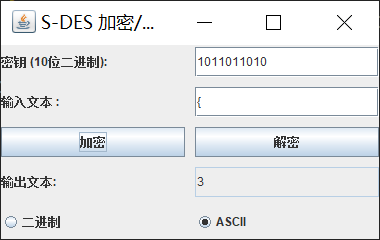 S-DES 加密/...
密钥 (10位二进制): 1011011010
输入文本 : {
加密 解密
输出文本: 3
二进制 ASCII